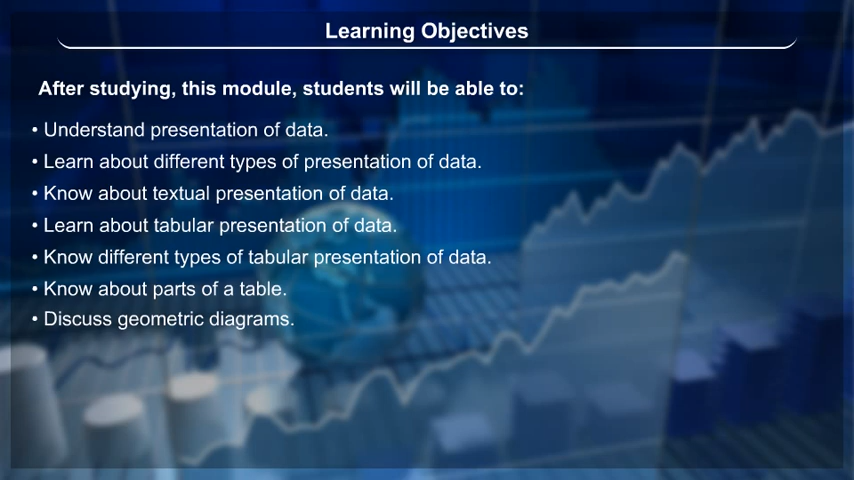 Learning Objectives
After studying, this module, students will be able to:
• Understand presentation of data.
• Learn about different types of presentation of data.
• Know about textual presentation of data.
• Learn about tabular presentation of data.
• Know different types of tabular presentation of data.
• Know about parts of a table.
• Discuss geometric diagrams.